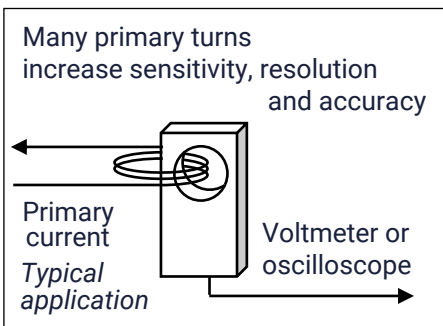 Many primary turns
increase sensitivity, resolution
and accuracy
Primary
current
Typical
application
Voltmeter or
oscilloscope